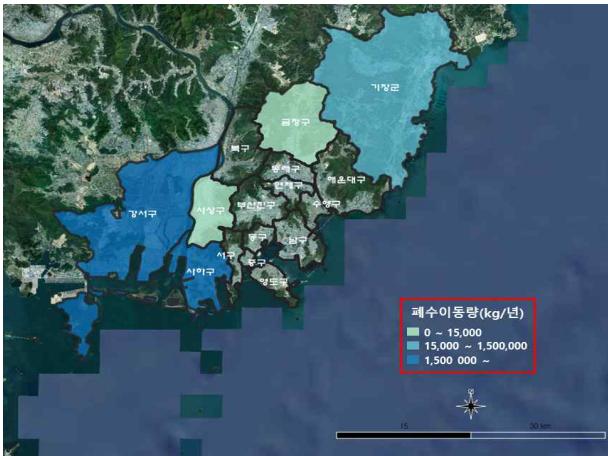 기장군
금정구
북구
동래구
해운대구
연제구
사상구
부산진구
수영구
강서구
동구
남구
서구
사하구
중구
영도구
폐수이동량(kg/년)
0 ~ 15,000
15,000 ~ 1,500,000
1,500 000 ~
15
30 km